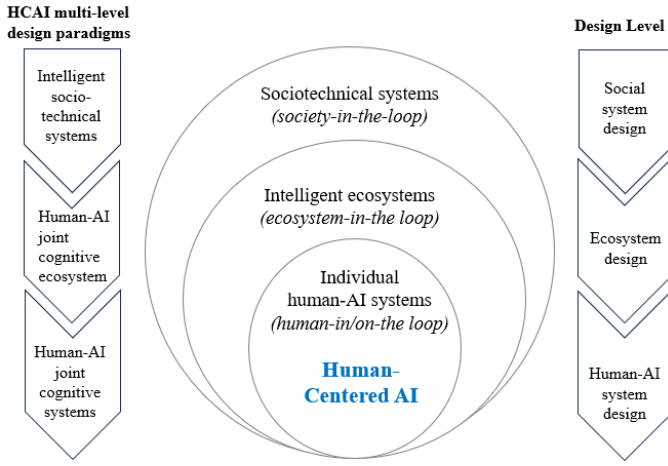 HCAI multi-level
design paradigms
Intelligent
socio-
technical
systems
Human-AI
joint
cognitive
ecosystem
Human-AI
joint
cognitive
systems
Sociotechnical systems
(society-in-the-loop)
Intelligent ecosystems
(ecosystem-in-the loop)
Individual
human-AI systems
(human-in/on-the loop)
Human-
Centered AI
Design Level
Social
system
design
Ecosystem
design
Human-AI
system
design